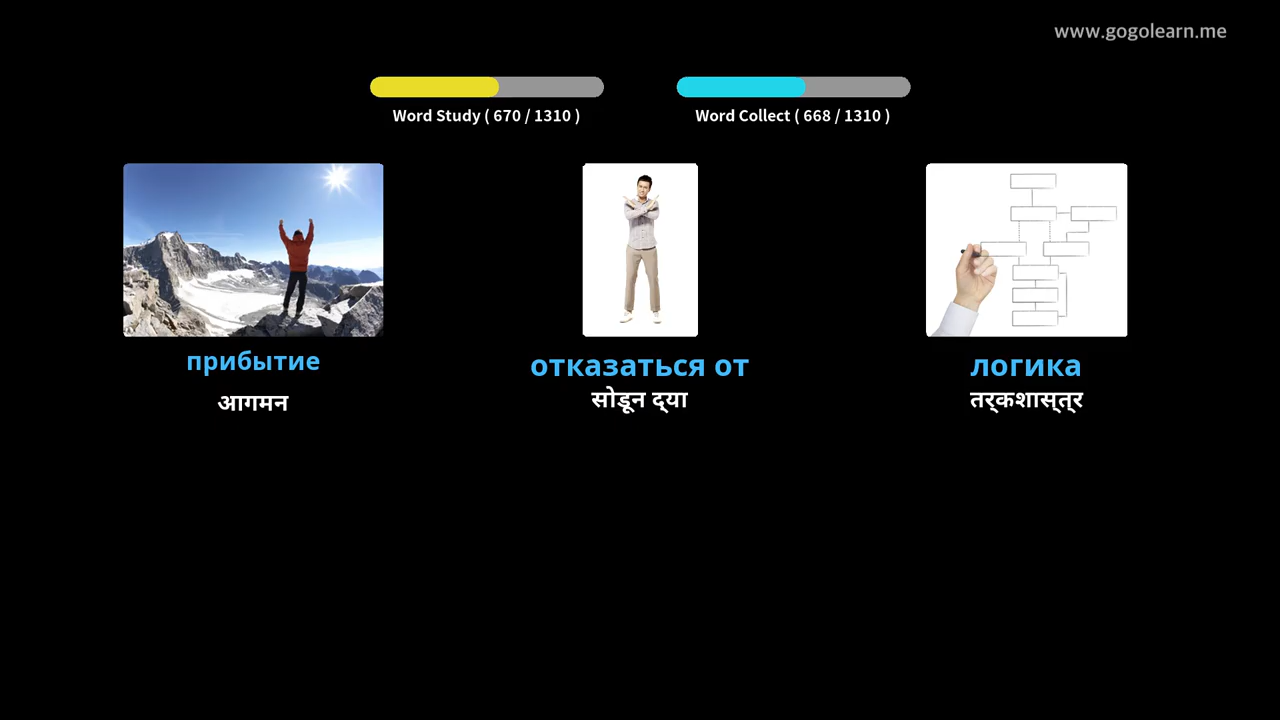 www.gogolearn.me
Word Study ( 670 / 1310 )
Word Collect ( 668 / 1310 )
прибытие
आगमन
отказаться от
सोडून द्या
логика
तर्कशास्त्र